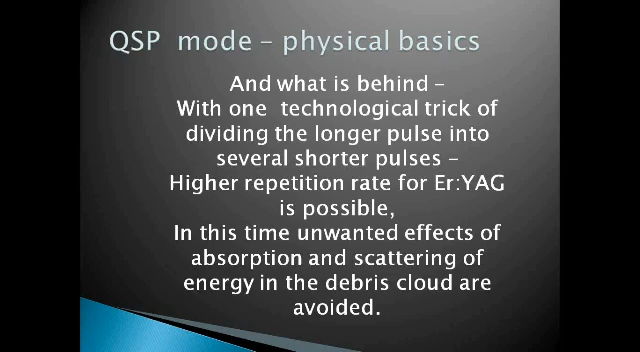 QSP mode – physical basics
And what is behind –
With one technological trick of
dividing the longer pulse into
several shorter pulses –
Higher repetition rate for Er:YAG
is possible,
In this time unwanted effects of
absorption and scattering of
energy in the debris cloud are
avoided.